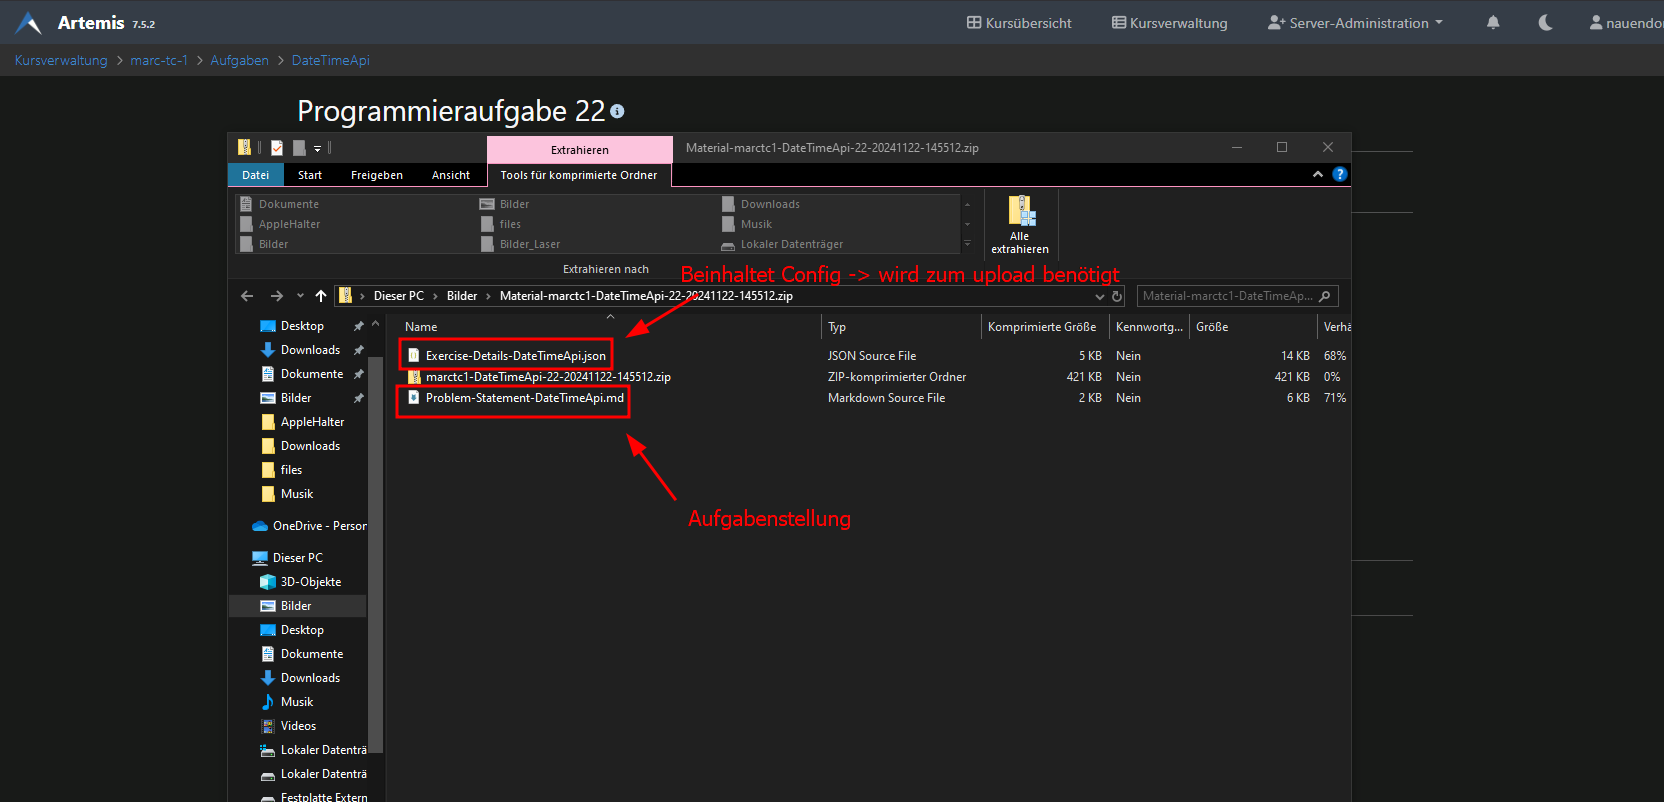 Artemis 7.5.2
Kursübersicht
Kursverwaltung
Server-Administration
Kursverwaltung
marc-tc-1
Aufgaben
DateTimeApi
Programmieraufgabe 22
Extrahieren
Material-marctc1-DateTimeApi-22-20241122-145512.zip
Datei
Start
Freigeben
Ansicht
Tools für komprimierte Ordner
Dokumente
Bilder
Downloads
AppleHalter
files
Musik
Bilder
Bilder_Laser
Lokaler Datenträger
Alle
extrahieren
Extrahieren nach
Beinhaltet Config -> wird zum upload benötigt
Dieser PC
Bilder
Material-marctc1-DateTimeApi-22-20241122-145512.zip
Material-marctc1-DateTimeAp...
Name
Typ
Komprimierte Größe
Kennwortg...
Größe
Exercise-Details-DateTimeApi.json
JSON Source File
5 KB
Nein
14 KB
68%
marctc1-DateTimeApi-22-20241122-145512.zip
ZIP-komprimierter Ordner
421 KB
Nein
421 KB
0%
Problem-Statement-DateTimeApi.md
Markdown Source File
2 KB
Nein
6 KB
71%
Aufgabenstellung
Desktop
Downloads
Dokumente
Bilder
AppleHalter
Downloads
files
Musik
OneDrive - Person
Dieser PC
3D-Objekte
Bilder
Desktop
Dokumente
Downloads
Musik
Videos
Lokaler Datenträ
Lokaler Datenträ
Festplatte Extern